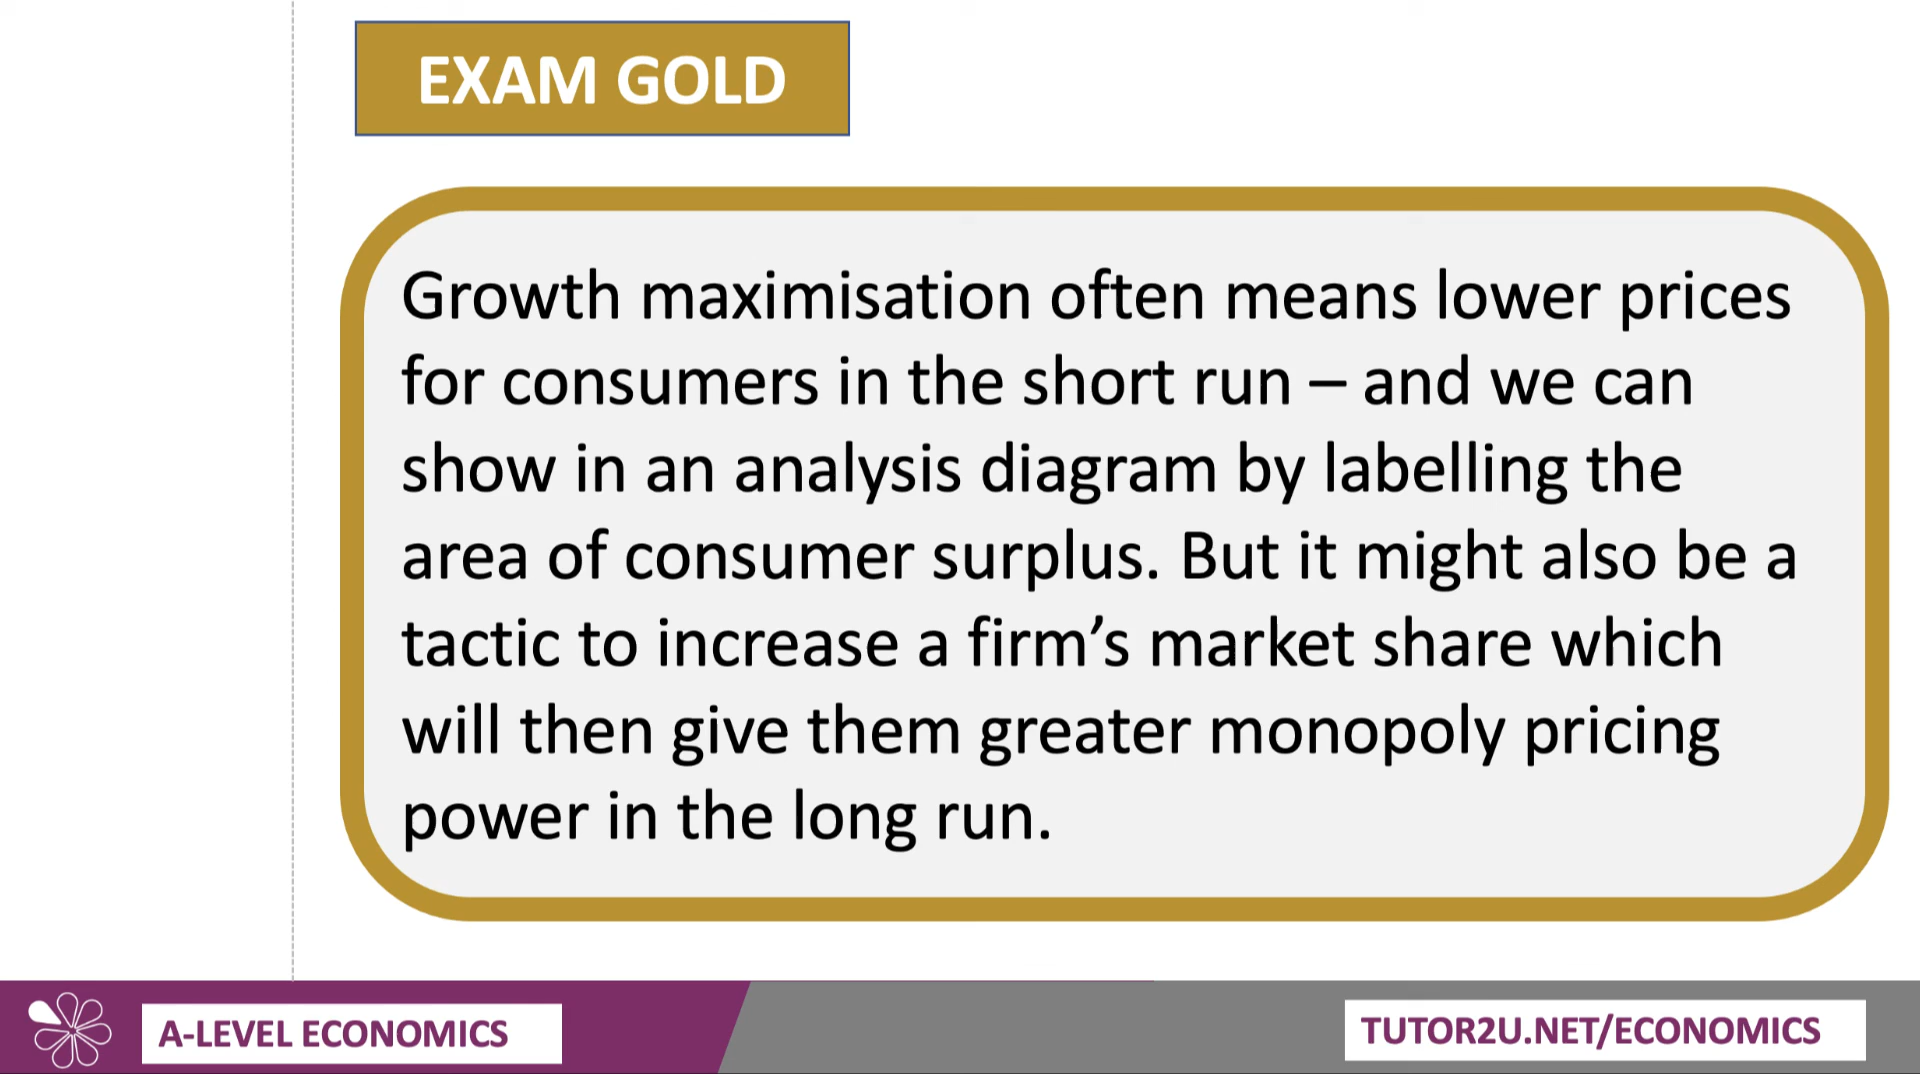 EXAM GOLD
Growth maximisation often means lower prices
for consumers in the short run – and we can
show in an analysis diagram by labelling the
area of consumer surplus. But it might also be a
tactic to increase a firm’s market share which
will then give them greater monopoly pricing
power in the long run.
A-LEVEL ECONOMICS
TUTOR2U.NET/ECONOMICS